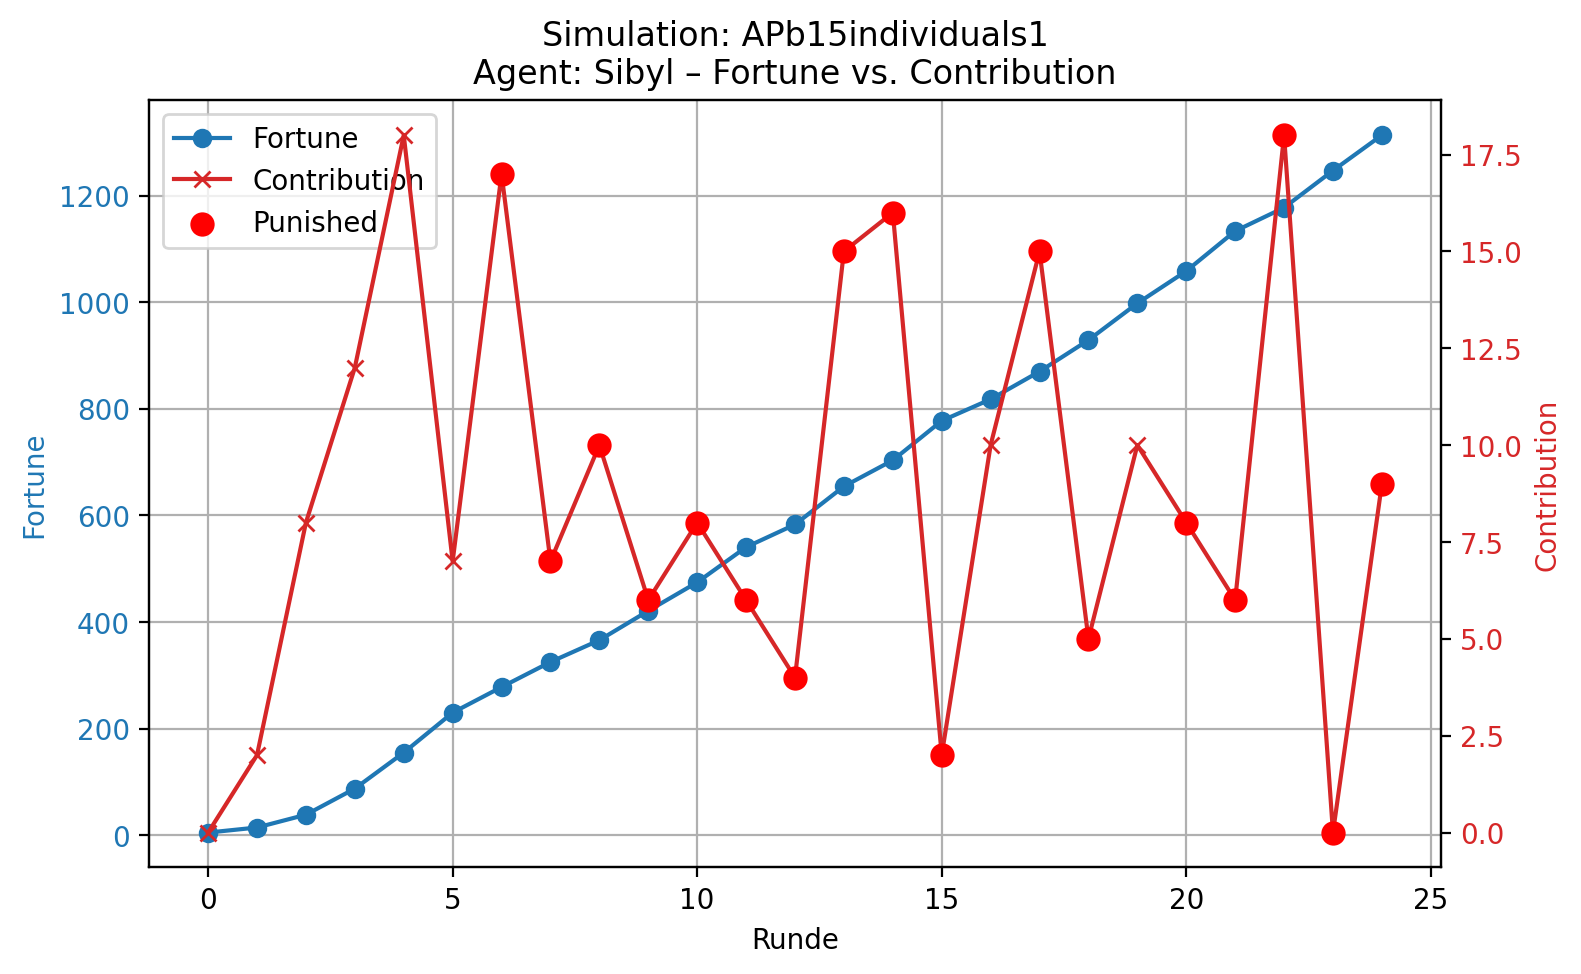 Simulation: APb15individuals1
Agent: Sibyl – Fortune vs. Contribution
Fortune
Contribution
Punished
1200
1000
800
600
400
200
0
Fortune
17.5
15.0
12.5
10.0
7.5
5.0
2.5
0.0
Contribution
0 5 10 15 20 25
Runde